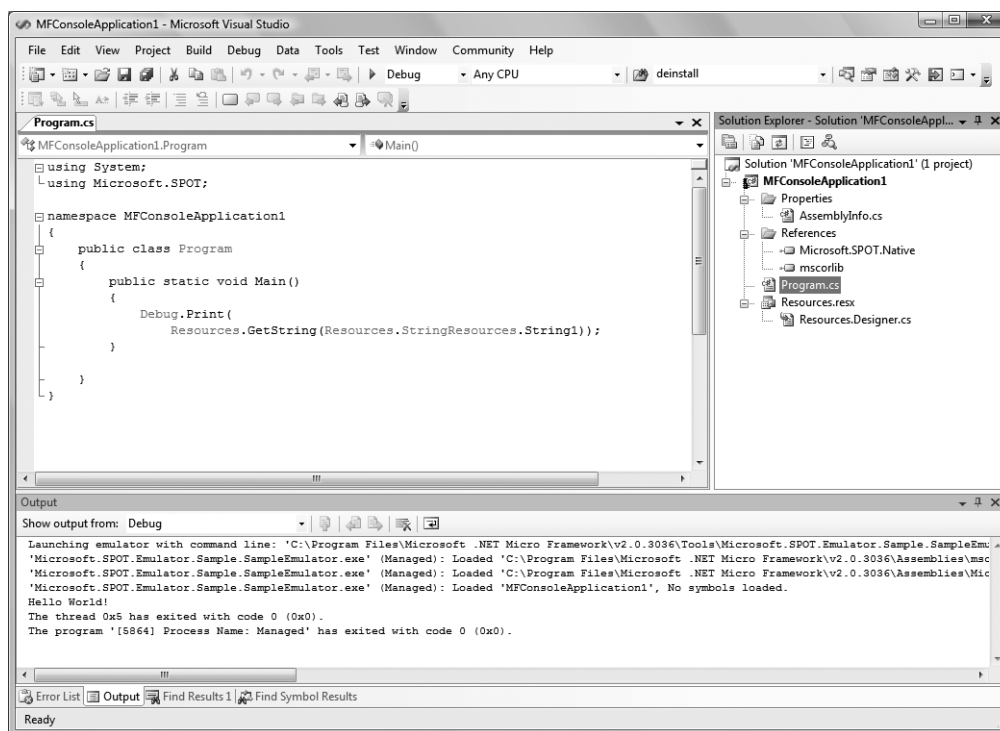 MFConsoleApplication1 - Microsoft Visual Studio
File Edit View Project Build Debug Data Tools Test Window Community Help
Debug Any CPU deinstall
Program.cs
MFConsoleApplication1.Program Main()
using System;
using Microsoft.SPOT;
namespace MFConsoleApplication1
{
public class Program
{
public static void Main()
{
Debug.Print(
Resources.GetString(Resources.StringResources.String1));
}
}
}
Solution Explorer - Solution 'MFConsoleAppl...
Solution 'MFConsoleApplication1' (1 project)
MFConsoleApplication1
Properties
AssemblyInfo.cs
References
Microsoft.SPOT.Native
mscorlib
Program.cs
Resources.resx
Resources.Designer.cs
Output
Show output from: Debug
Launching emulator with command line: 'C:\Program Files\Microsoft .NET Micro Framework\v2.0.3036\Tools\Microsoft.SPOT.Emulator.Sample.SampleEmu
'Microsoft.SPOT.Emulator.Sample.SampleEmulator.exe' (Managed): Loaded 'C:\Program Files\Microsoft .NET Micro Framework\v2.0.3036\Assemblies\msc
'Microsoft.SPOT.Emulator.Sample.SampleEmulator.exe' (Managed): Loaded 'C:\Program Files\Microsoft .NET Micro Framework\v2.0.3036\Assemblies\Mic
'Microsoft.SPOT.Emulator.Sample.SampleEmulator.exe' (Managed): Loaded 'MFConsoleApplication1', No symbols loaded.
Hello World!
The thread 0x5 has exited with code 0 (0x0).
The program '[5864] Process Name: Managed' has exited with code 0 (0x0).
Error List Output Find Results 1 Find Symbol Results
Ready